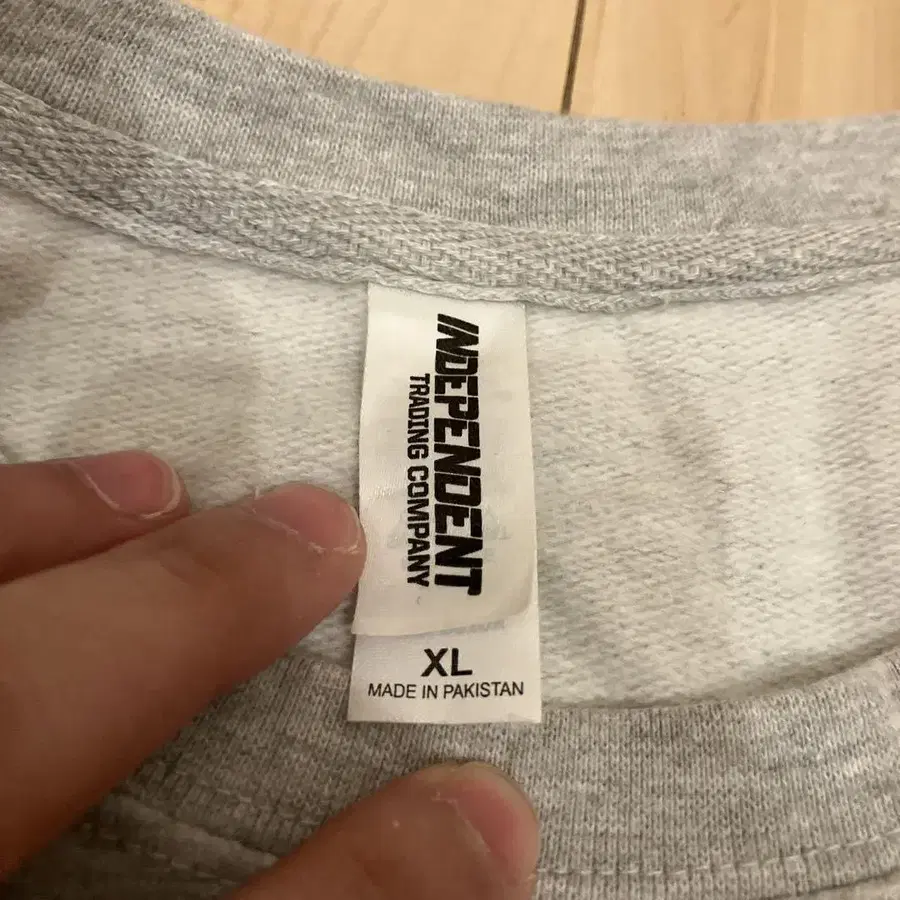 INDEPENDENT
TRADING COMPANY
XL
MADE IN PAKISTAN